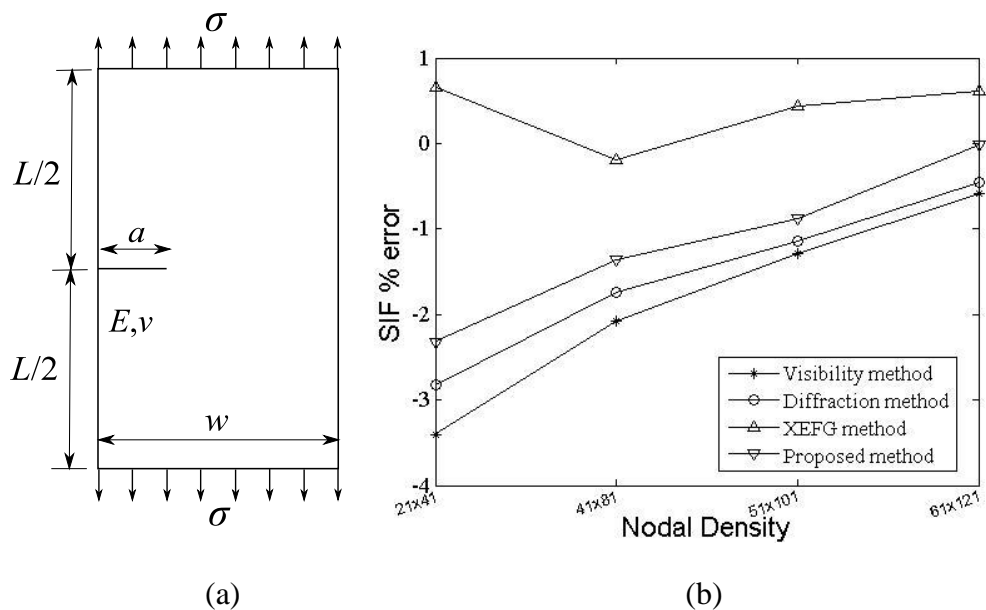 (a)
σ
L/2
a
E,ν
L/2
w
σ
(b)
1
0
-1
-2
-3
-4
SIF % error
Visibility method
Diffraction method
XEFG method
Proposed method
21x41
41x81
51x101
61x121
Nodal Density
(a)
(b)